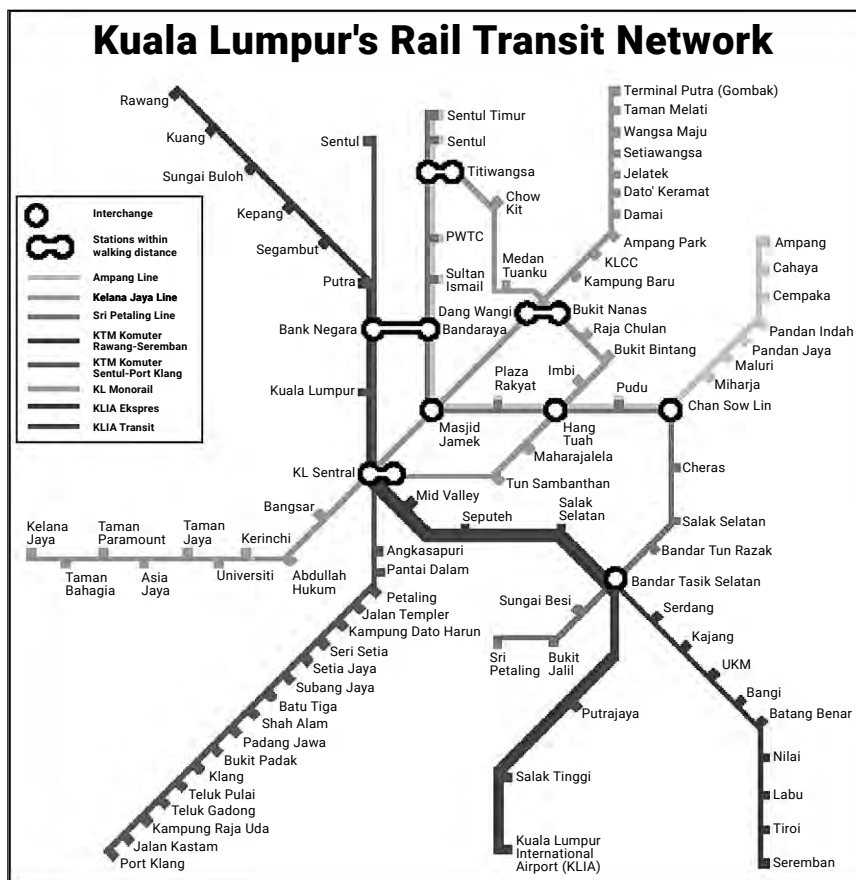 Kuala Lumpur's Rail Transit Network
Rawang
Kuang
Sungai Buloh
Kepang
Segambut
Putra
Bank Negara
Kuala Lumpur
KL Sentral
Sentul
Sentul Timur
Sentul
Titiwangsa
PWTC
Sultan
Ismail
Dang Wangi
Bandaraya
Chow
Kit
Medan
Tuanku
Terminal Putra (Gombak)
Taman Melati
Wangsa Maju
Setiawangsa
Jelatek
Dato' Keramat
Damai
Ampang Park
KLCC
Kampung Baru
Bukit Nanas
Raja Chulan
Bukit Bintang
Imbi
Ampang
Cahaya
Cempaka
Pandan Indah
Pandan Jaya
Maluri
Miharja
Chan Sow Lin
Pudu
Plaza
Rakyat
Masjid
Jamek
Hang
Tuah
Maharajalela
Tun Sambanthan
Interchange
Stations within
walking distance
Ampang Line
Kelana Jaya Line
Sri Petaling Line
KTM Komuter
Rawang-Seremban
KTM Komuter
Sentul-Port Klang
KL Monorail
KLIA Ekspres
KLIA Transit
Bangsar
Kelana
Jaya
Taman
Paramount
Taman
Jaya
Kerinchi
Taman
Bahagia
Asia
Jaya
Universiti
Abdullah
Hukum
Mid Valley
Seputeh
Salak
Selatan
Cheras
Salak Selatan
Bandar Tun Razak
Bandar Tasik Selatan
Sungai Besi
Sri
Petaling
Bukit
Jalil
Serdang
Kajang
UKM
Bangi
Batang Benar
Nilai
Labu
Tiroi
Seremban
Putrajaya
Salak Tinggi
Kuala Lumpur
International
Airport (KLIA)
Angkasapuri
Pantai Dalam
Petaling
Jalan Templer
Kampung Dato Harun
Seri Setia
Setia Jaya
Subang Jaya
Batu Tiga
Shah Alam
Padang Jawa
Bukit Padak
Klang
Teluk Pulai
Teluk Gadong
Kampung Raja Uda
Jalan Kastam
Port Klang